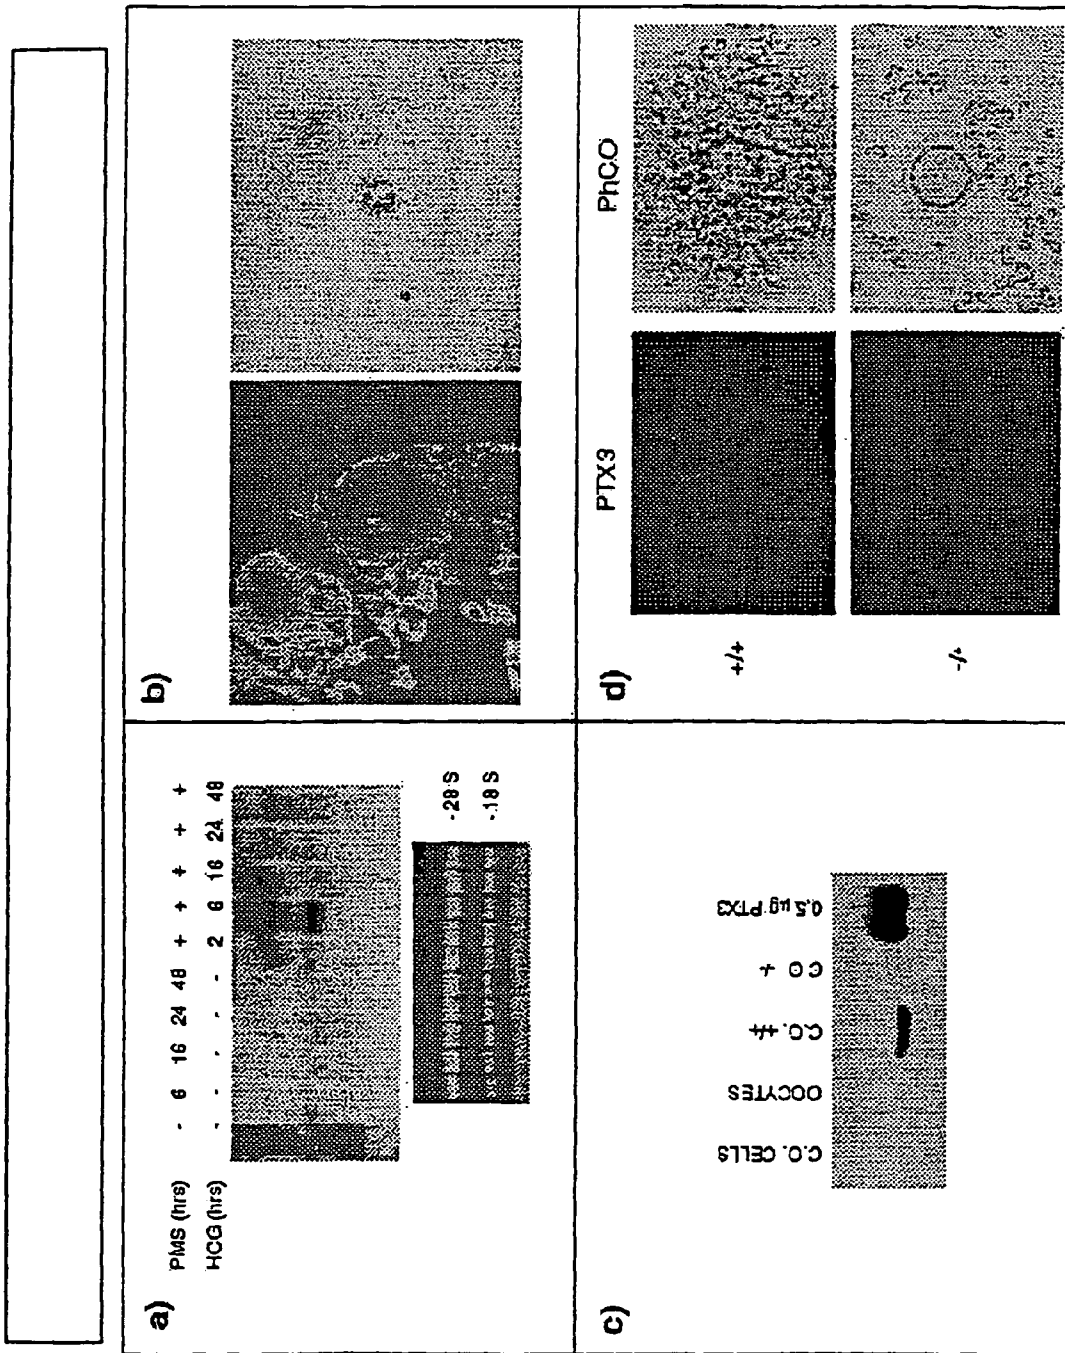 a)
PMS (hrs) - 6 16 24 48 + + + + +
HCG (hrs) - - - - - 2 6 16 24 48
-28 S
-18 S
b)
c)
C.O. CELLS
OOCYTES
C.O. +/+
C O -/-
0.5 µg PTX3
d)
PTX3 PhCO
+/+
-/+